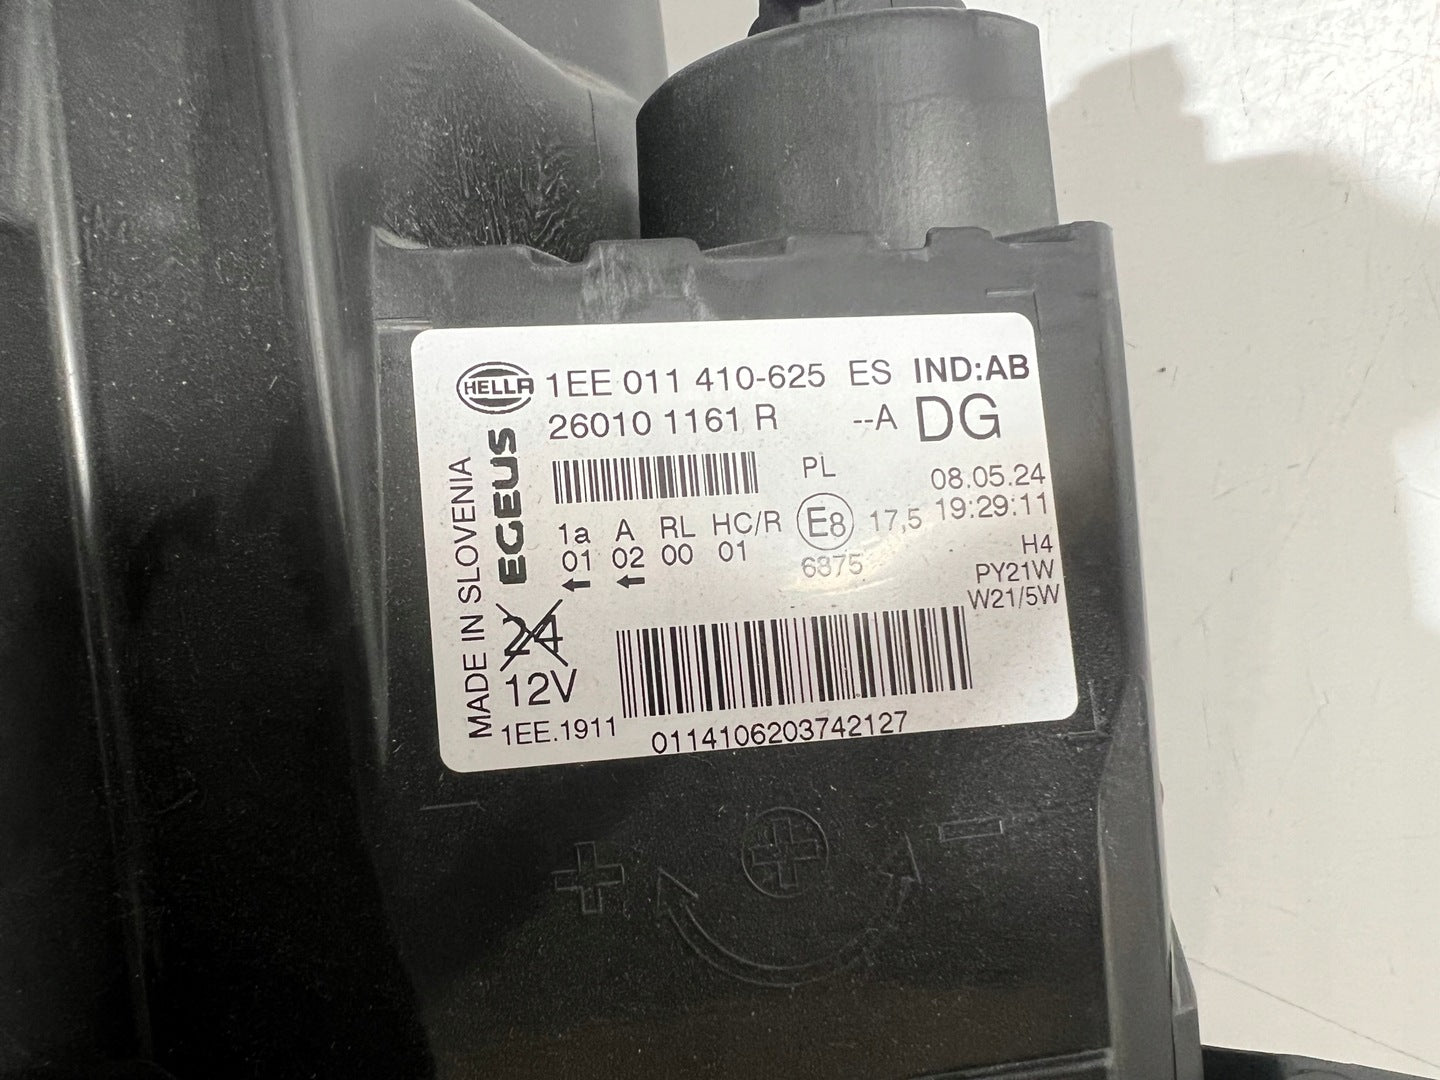 HELLA 1EE 011 410-625 ES IND:AB
26010 1161 R --A DG
PL 08.05.24
19:29:11
1a A RL HC/R E8 17,5
01 02 00 01 6875
H4
PY21W
W21/5W
MADE IN SLOVENIA
EGEUS
24
12V
1EE.1911
0114106203742127